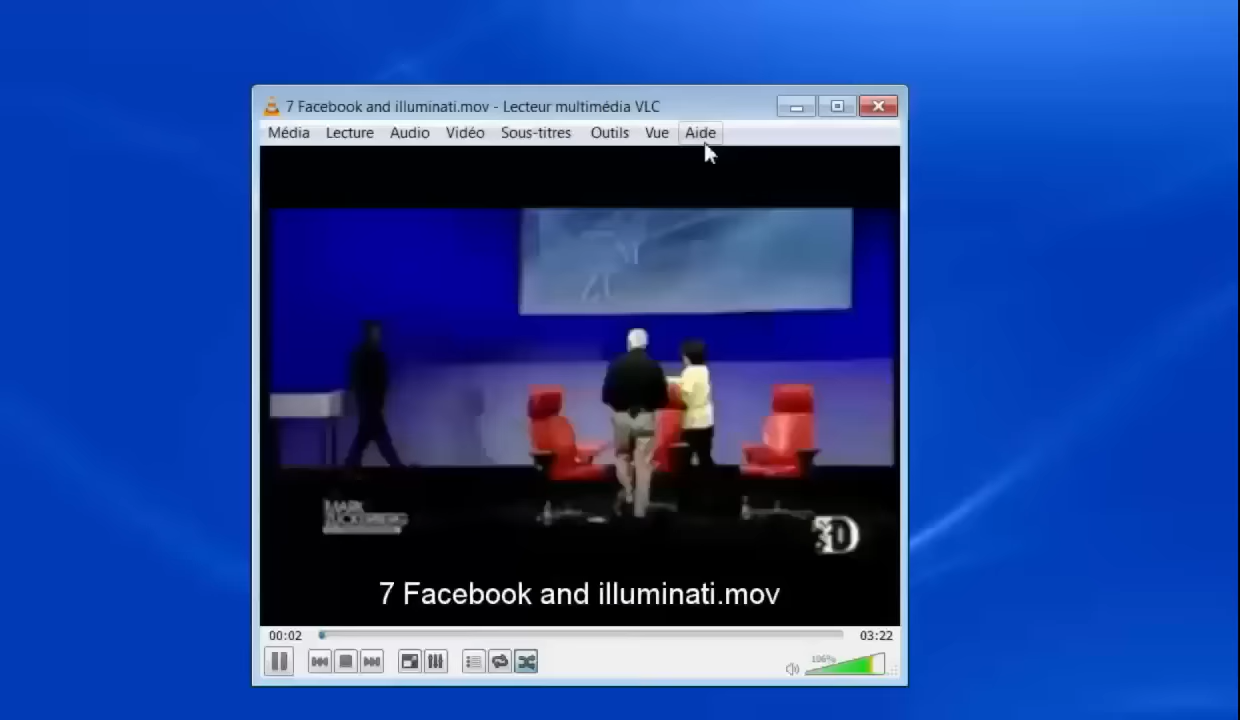 7 Facebook and illuminati.mov - Lecteur multimédia VLC
Média Lecture Audio Vidéo Sous-titres Outils Vue Aide
3D
7 Facebook and illuminati.mov
00:02 03:22
106%